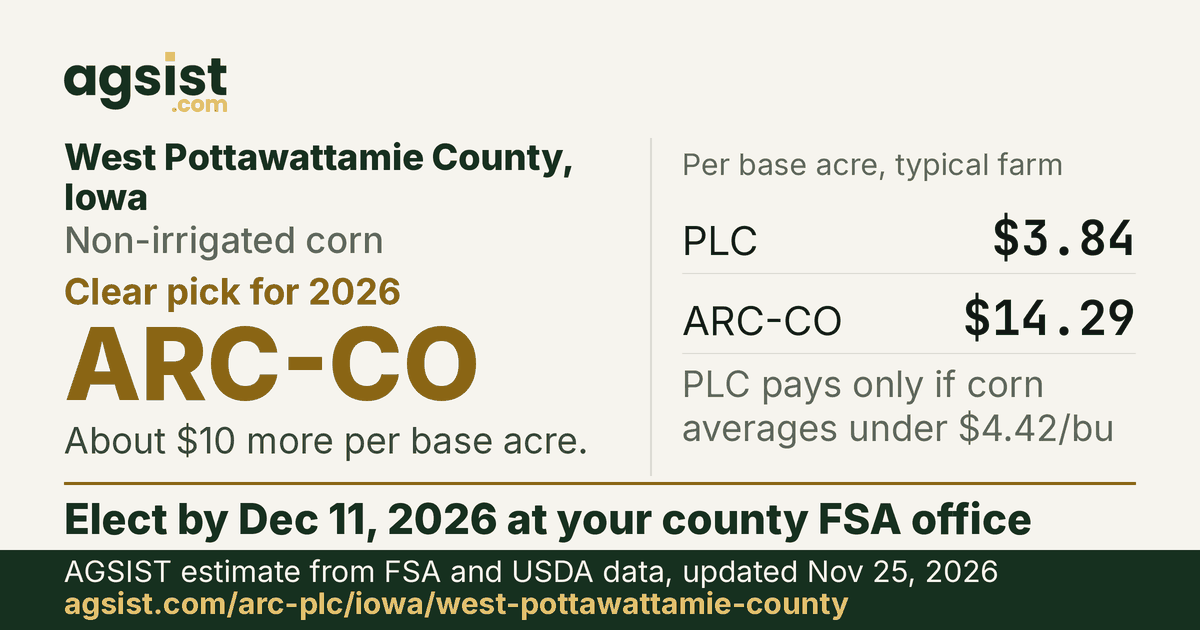 agsist
.com
West Pottawattamie County,
Iowa
Non-irrigated corn
Clear pick for 2026
ARC-CO
About $10 more per base acre.
Per base acre, typical farm
PLC $3.84
ARC-CO $14.29
PLC pays only if corn
averages under $4.42/bu
Elect by Dec 11, 2026 at your county FSA office
AGSIST estimate from FSA and USDA data, updated Nov 25, 2026
agsist.com/arc-plc/iowa/west-pottawattamie-county